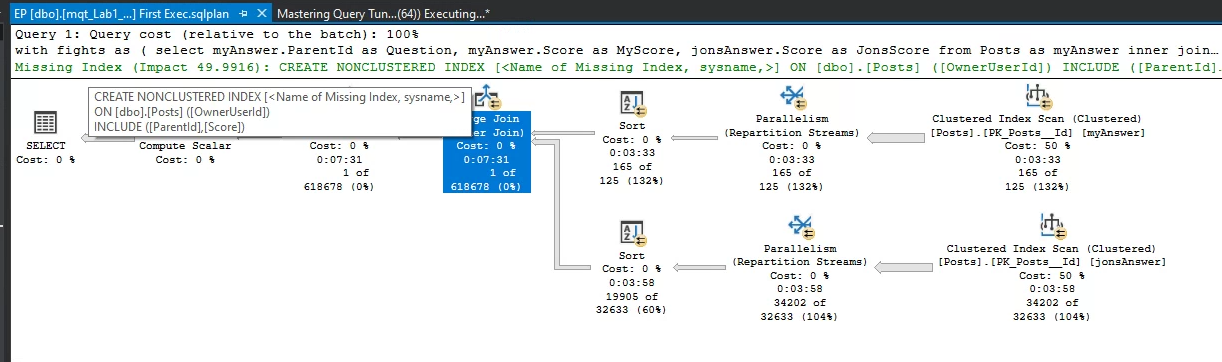 EP [dbo].[mqt_Lab1_...] First Exec.sqlplan
Mastering Query Tun...(64)) Executing...*
Query 1: Query cost (relative to the batch): 100%
with fights as ( select myAnswer.ParentId as Question, myAnswer.Score as MyScore, jonsAnswer.Score as JonsScore from Posts as myAnswer inner join…
Missing Index (Impact 49.9916): CREATE NONCLUSTERED INDEX [<Name of Missing Index, sysname,>] ON [dbo].[Posts] ([OwnerUserId]) INCLUDE ([ParentId],
CREATE NONCLUSTERED INDEX [<Name of Missing Index, sysname,>]
ON [dbo].[Posts] ([OwnerUserId])
INCLUDE ([ParentId],[Score])
SELECT
Cost: 0 %
Compute Scalar
Cost: 0 %
Cost: 0 %
0:07:31
1 of
618678 (0%)
rge Join
er Join)
Cost: 0 %
0:07:31
1 of
618678 (0%)
Sort
Cost: 0 %
0:03:33
165 of
125 (132%)
Parallelism
(Repartition Streams)
Cost: 0 %
0:03:33
165 of
125 (132%)
Clustered Index Scan (Clustered)
[Posts].[PK_Posts__Id] [myAnswer]
Cost: 50 %
0:03:33
165 of
125 (132%)
Sort
Cost: 0 %
0:03:58
19905 of
32633 (60%)
Parallelism
(Repartition Streams)
Cost: 0 %
0:03:58
34202 of
32633 (104%)
Clustered Index Scan (Clustered)
[Posts].[PK_Posts__Id] [jonsAnswer]
Cost: 50 %
0:03:58
34202 of
32633 (104%)